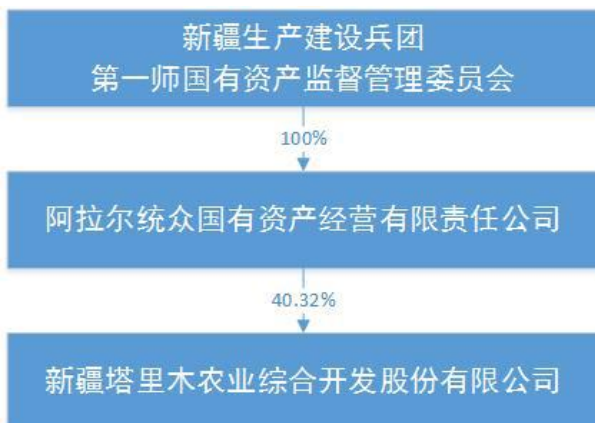 新疆生产建设兵团
第一师国有资产监督管理委员会
100%
阿拉尔统众国有资产经营有限责任公司
40.32%
新疆塔里木农业综合开发股份有限公司